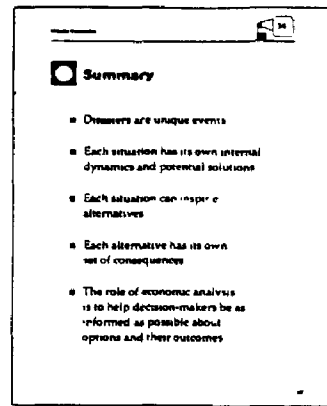 Summary
Disasters are unique events
Each situation has its own internal
dynamics and potential solutions
Each situation can inspire
alternatives
Each alternative has its own
set of consequences
The role of economic analysis
is to help decision-makers be as
informed as possible about
options and their outcomes